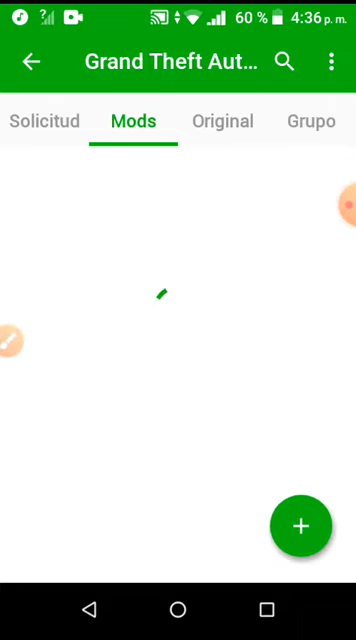 60 % 4:36 p. m.
Grand Theft Aut...
Solicitud Mods Original Grupo